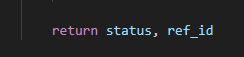 return status, ref_id